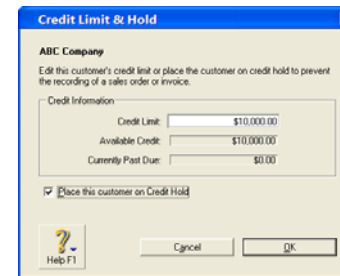 Credit Limit & Hold
ABC Company
Edit this customer's credit limit or place the customer on credit hold to prevent
the recording of a sales order or invoice.
Credit Information
Credit Limit: $10,000.00
Available Credit: $10,000.00
Currently Past Due: $0.00
Place this customer on Credit Hold
Help F1
Cancel
OK